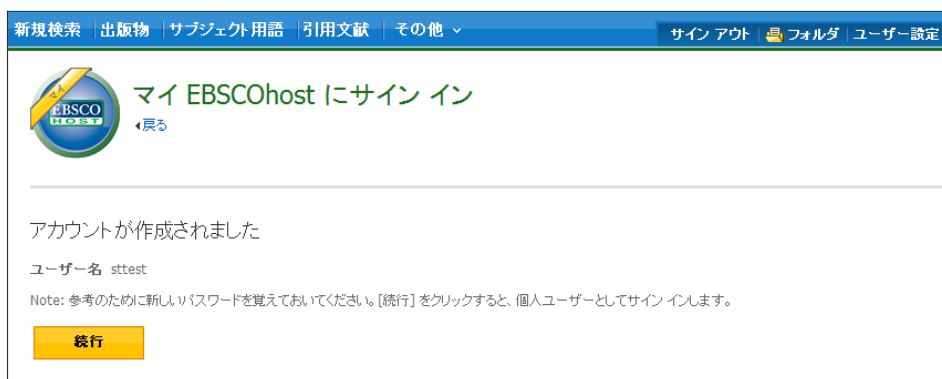 新規検索 出版物 サブジェクト用語 引用文献 その他 サイン アウト フォルダ ユーザー設定
EBSCO
HOST
マイ EBSCOhost にサイン イン
戻る
アカウントが作成されました
ユーザー名 sttest
Note: 参考のために新しいパスワードを覚えておいてください。[続行] をクリックすると、個人ユーザーとしてサイン インします。
続行